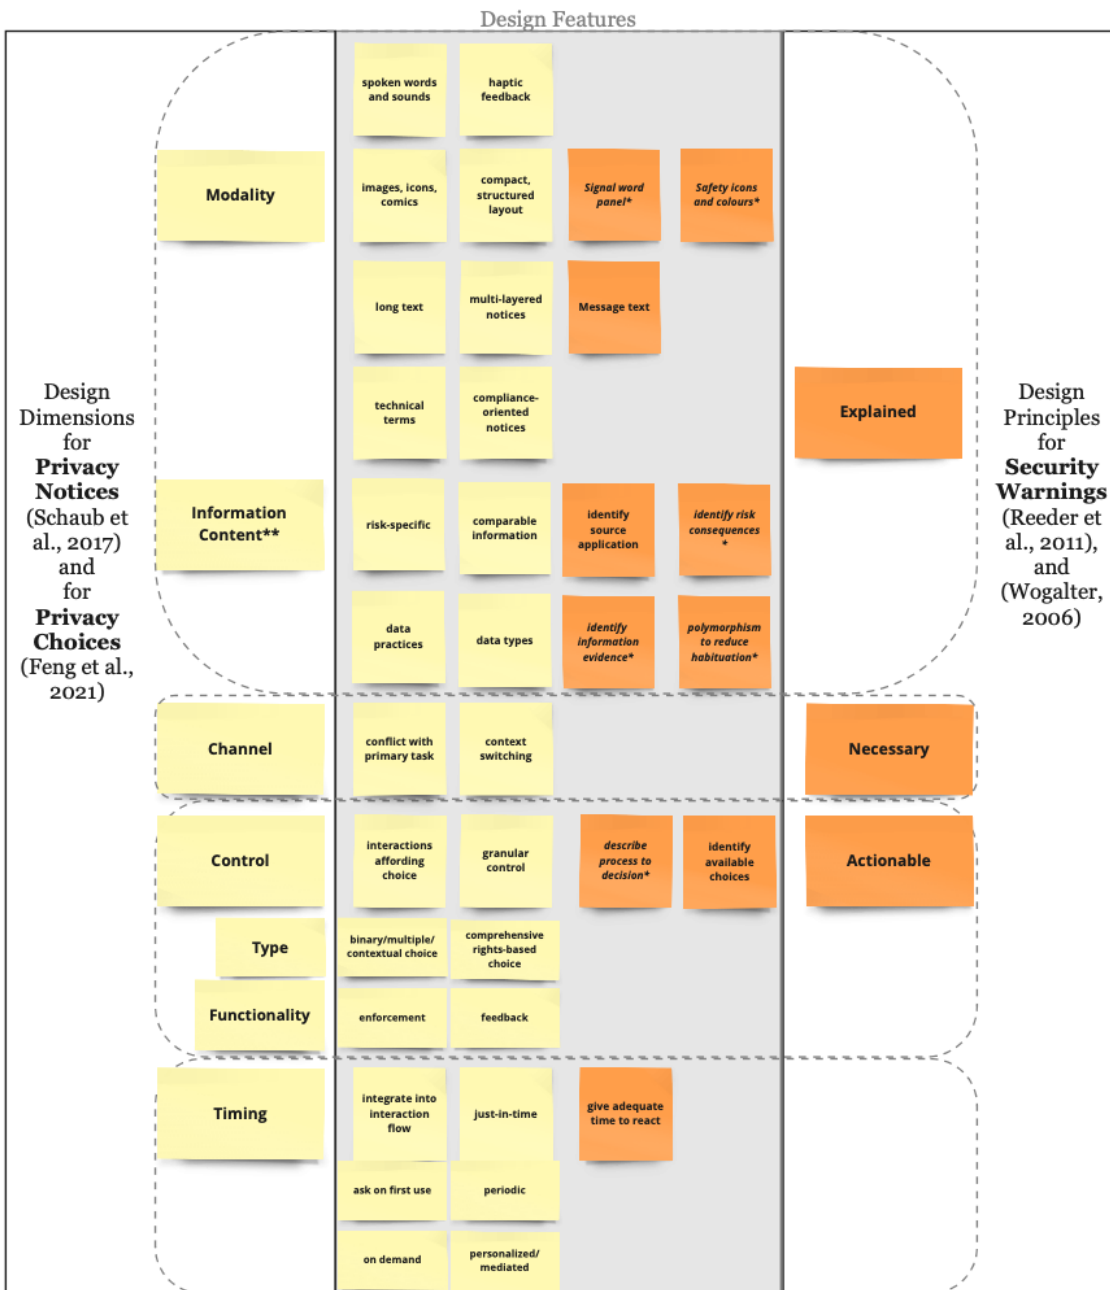 Design Features
spoken words
and sounds
haptic
feedback
Modality
images, icons,
comics
compact,
structured
layout
Signal word
panel*
Safety icons
and colours*
long text
multi-layered
notices
Message text
Design
Dimensions
for
Privacy
Notices
(Schaub et
al., 2017)
and
for
Privacy
Choices
(Feng et al.,
2021)
technical
terms
compliance-
oriented
notices
Explained
Design
Principles
for
Security
Warnings
(Reeder et
al., 2011),
and
(Wogalter,
2006)
Information
Content**
risk-specific
comparable
information
identify
source
application
identify risk
consequences
*
data
practices
data types
identify
information
evidence*
polymorphism
to reduce
habituation*
Channel
conflict with
primary task
context
switching
Necessary
Control
interactions
affording
choice
granular
control
describe
process to
decision*
identify
available
choices
Actionable
Type
binary/multiple/
contextual choice
comprehensive
rights-based
choice
Functionality
enforcement
feedback
Timing
integrate into
interaction
flow
just-in-time
give adequate
time to react
ask on first use
periodic
on demand
personalized/
mediated